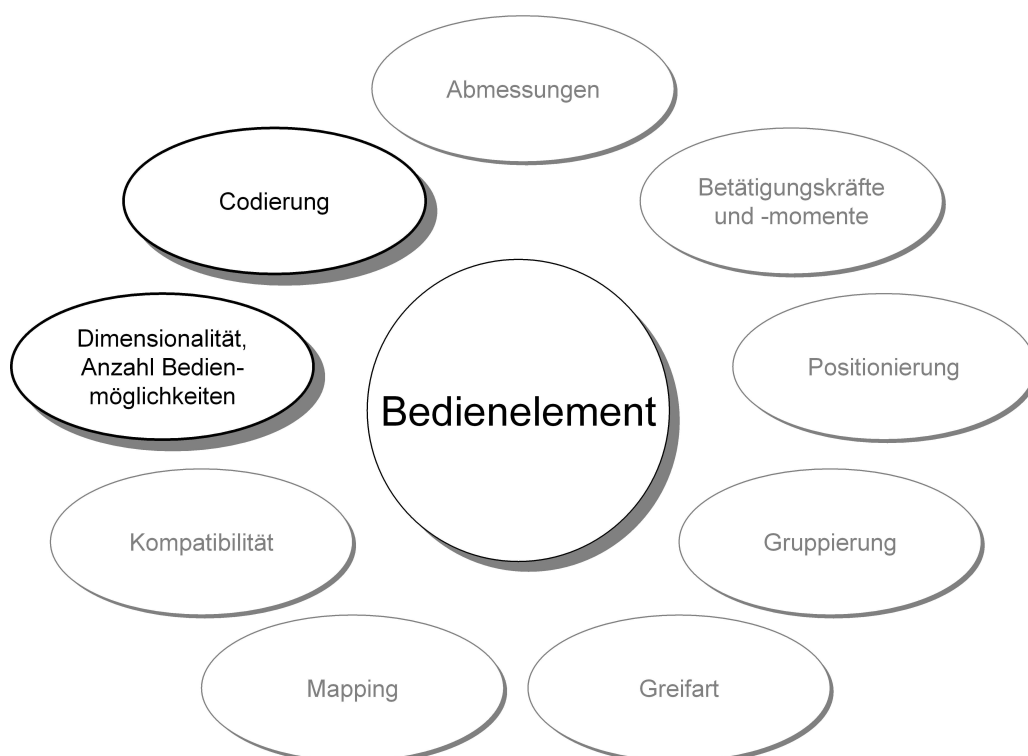 Abmessungen
Codierung
Betätigungskräfte
und -momente
Dimensionalität,
Anzahl Bedien-
möglichkeiten
Positionierung
Bedienelement
Kompatibilität
Gruppierung
Mapping
Greifart